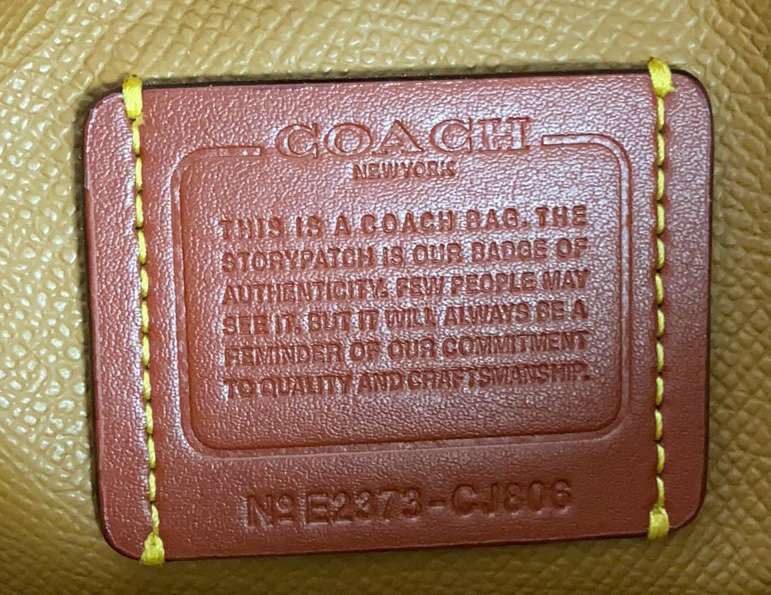 COACH
NEW YORK
THIS IS A COACH BAG. THE
STORYPATCH IS OUR BADGE OF
AUTHENTICITY. FEW PEOPLE MAY
SEE IT. BUT IT WILL ALWAYS BE A
REMINDER OF OUR COMMITMENT
TO QUALITY AND CRAFTSMANSHIP.
Nº E2373-CJ806